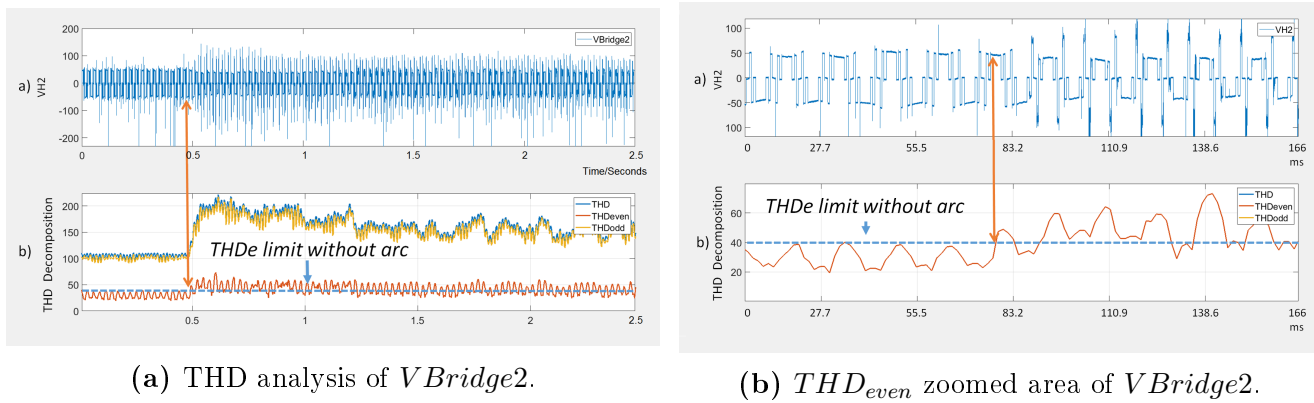 200
100
0
-100
-200
a)
VH2
VBridge2
0 0.5 1 1.5 2 2.5
Time/Seconds
200
150
100
50
0
b)
THD Decomposition
THD
THDeven
THDodd
THDe limit without arc
0.5 1 1.5 2 2.5
(a) THD analysis of VBridge2.
100
50
0
-50
100
a)
VH2
VH2
0 27.7 55.5 83.2 110.9 138.6 166
ms
60
40
20
b)
THD Decomposition
THD
THDeven
THDodd
THDe limit without arc
0 27.7 55.5 83.2 110.9 138.6 166
ms
(b) THDeven zoomed area of VBridge2.